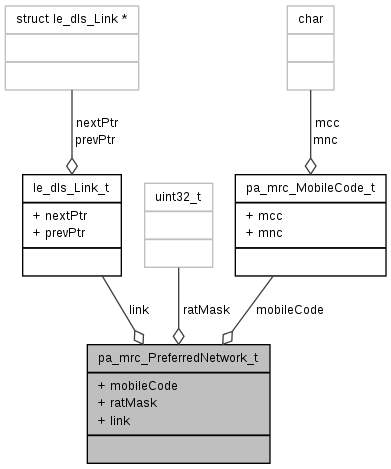 struct le_dls_Link *
char
nextPtr
prevPtr
mcc
mnc
le_dls_Link_t
+ nextPtr
+ prevPtr
uint32_t
pa_mrc_MobileCode_t
+ mcc
+ mnc
link
ratMask
mobileCode
pa_mrc_PreferredNetwork_t
+ mobileCode
+ ratMask
+ link